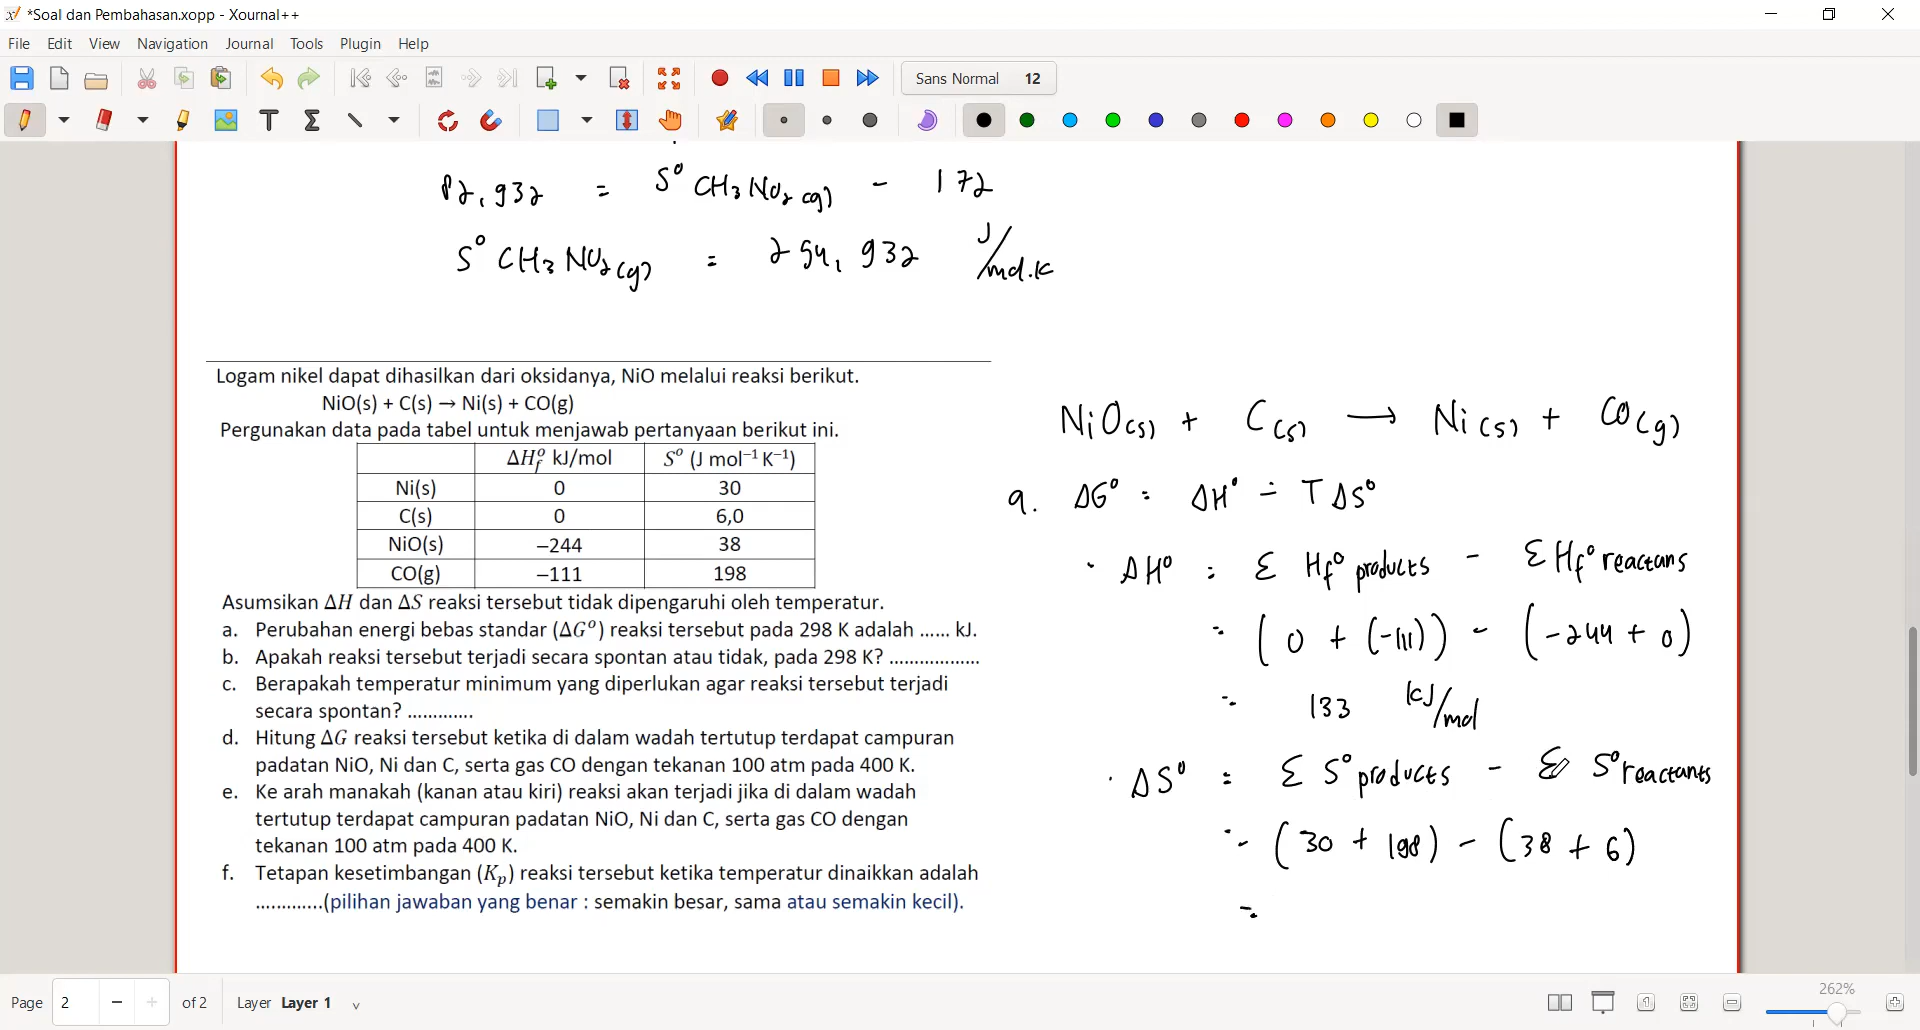 *Soal dan Pembahasan.xopp - Xournal++
File Edit View Navigation Journal Tools Plugin Help
Sans Normal 12
82,932 = S° CH3NO2(g) - 172
S° CH3NO2(g) = 254,932 J/mol.K
Logam nikel dapat dihasilkan dari oksidanya, NiO melalui reaksi berikut.
NiO(s) + C(s) → Ni(s) + CO(g)
Pergunakan data pada tabel untuk menjawab pertanyaan berikut ini.
ΔH°f kJ/mol S° (J mol⁻¹ K⁻¹)
Ni(s) 0 30
C(s) 0 6,0
NiO(s) –244 38
CO(g) –111 198
Asumsikan ΔH dan ΔS reaksi tersebut tidak dipengaruhi oleh temperatur.
a. Perubahan energi bebas standar (ΔG°) reaksi tersebut pada 298 K adalah ...... kJ.
b. Apakah reaksi tersebut terjadi secara spontan atau tidak, pada 298 K? ..................
c. Berapakah temperatur minimum yang diperlukan agar reaksi tersebut terjadi
secara spontan? .............
d. Hitung ΔG reaksi tersebut ketika di dalam wadah tertutup terdapat campuran
padatan NiO, Ni dan C, serta gas CO dengan tekanan 100 atm pada 400 K.
e. Ke arah manakah (kanan atau kiri) reaksi akan terjadi jika di dalam wadah
tertutup terdapat campuran padatan NiO, Ni dan C, serta gas CO dengan
tekanan 100 atm pada 400 K.
f. Tetapan kesetimbangan (Kp) reaksi tersebut ketika temperatur dinaikkan adalah
.............(pilihan jawaban yang benar : semakin besar, sama atau semakin kecil).
NiO(s) + C(s) → Ni(s) + CO(g)
a. ΔG° = ΔH° - TΔS°
· ΔH° = Σ Hf° products - Σ Hf° reactans
= (0 + (-111)) - (-244 + 0)
= 133 kJ/mol
· ΔS° = Σ S° products - Σ S° reactants
= (30 + 198) - (38 + 6)
=
Page 2 of 2 Layer Layer 1 262%